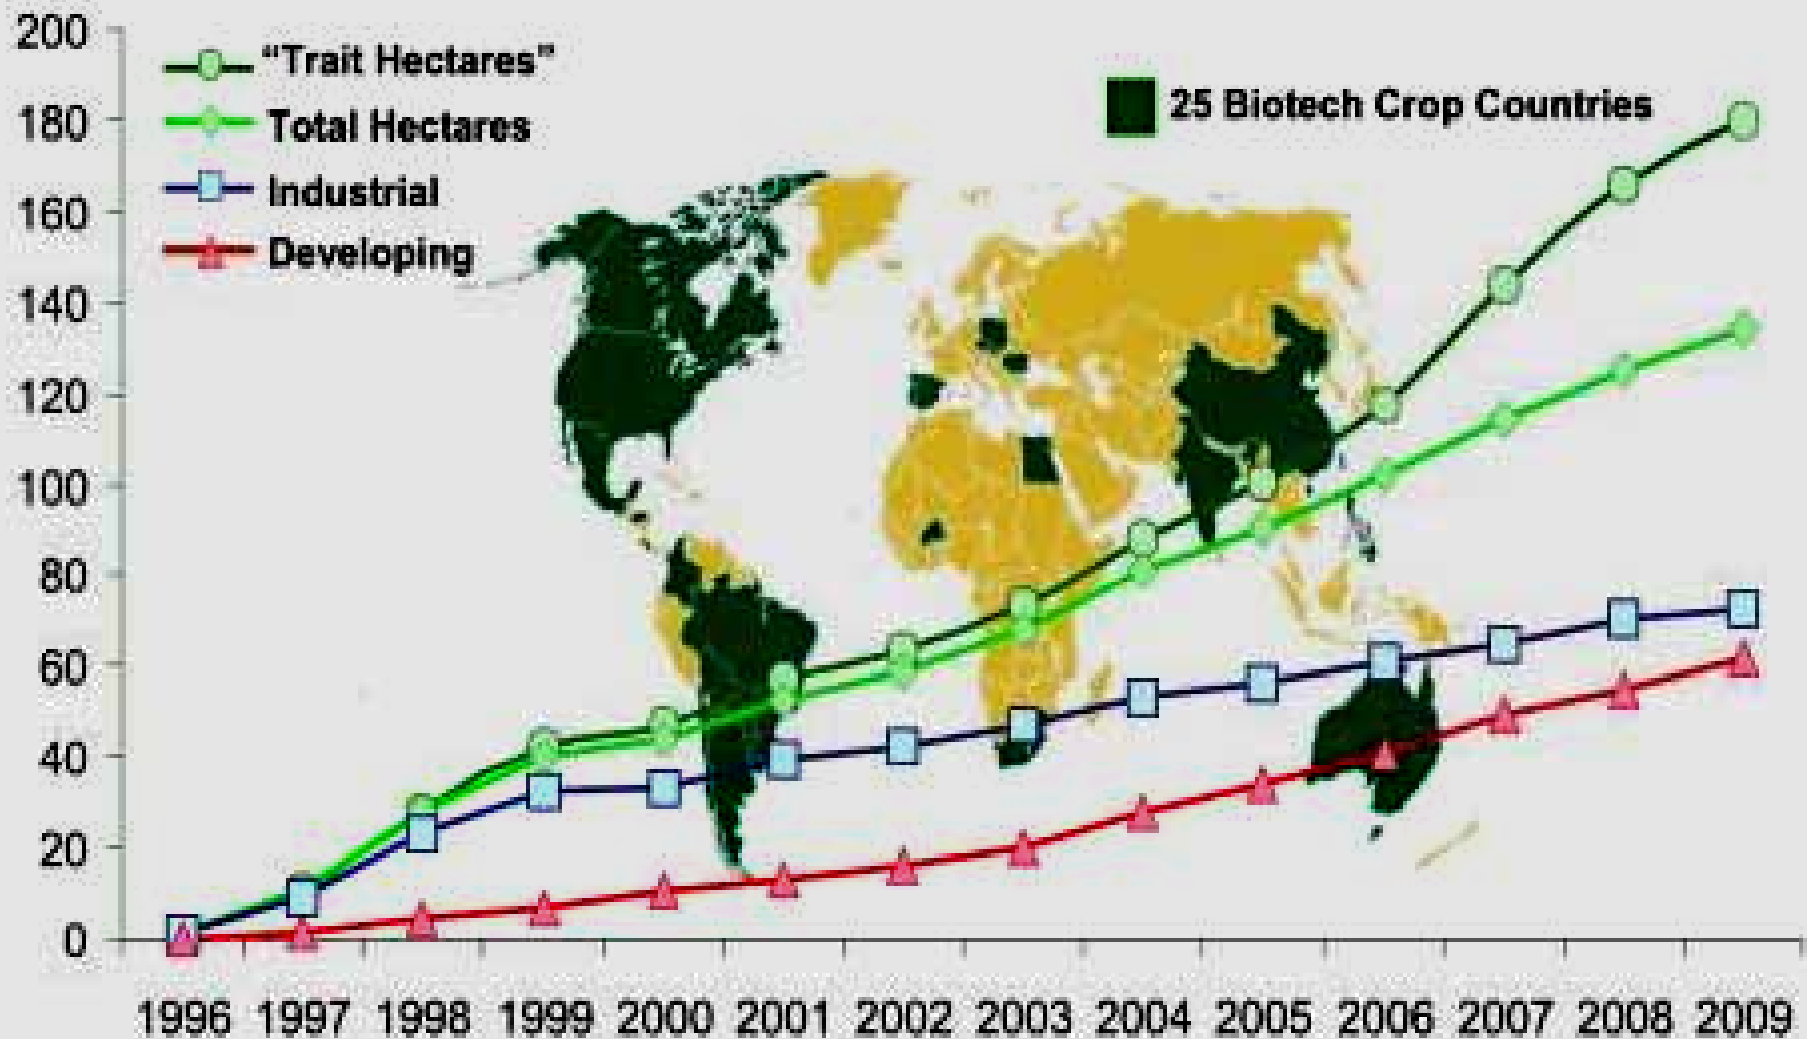 200
180
160
140
120
100
80
60
40
20
0
“Trait Hectares”
Total Hectares
Industrial
Developing
25 Biotech Crop Countries
1996 1997 1998 1999 2000 2001 2002 2003 2004 2005 2006 2007 2008 2009